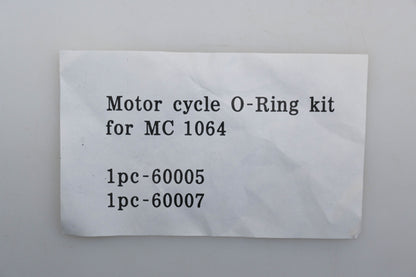 Motor cycle O-Ring kit
for MC 1064
1pc-60005
1pc-60007